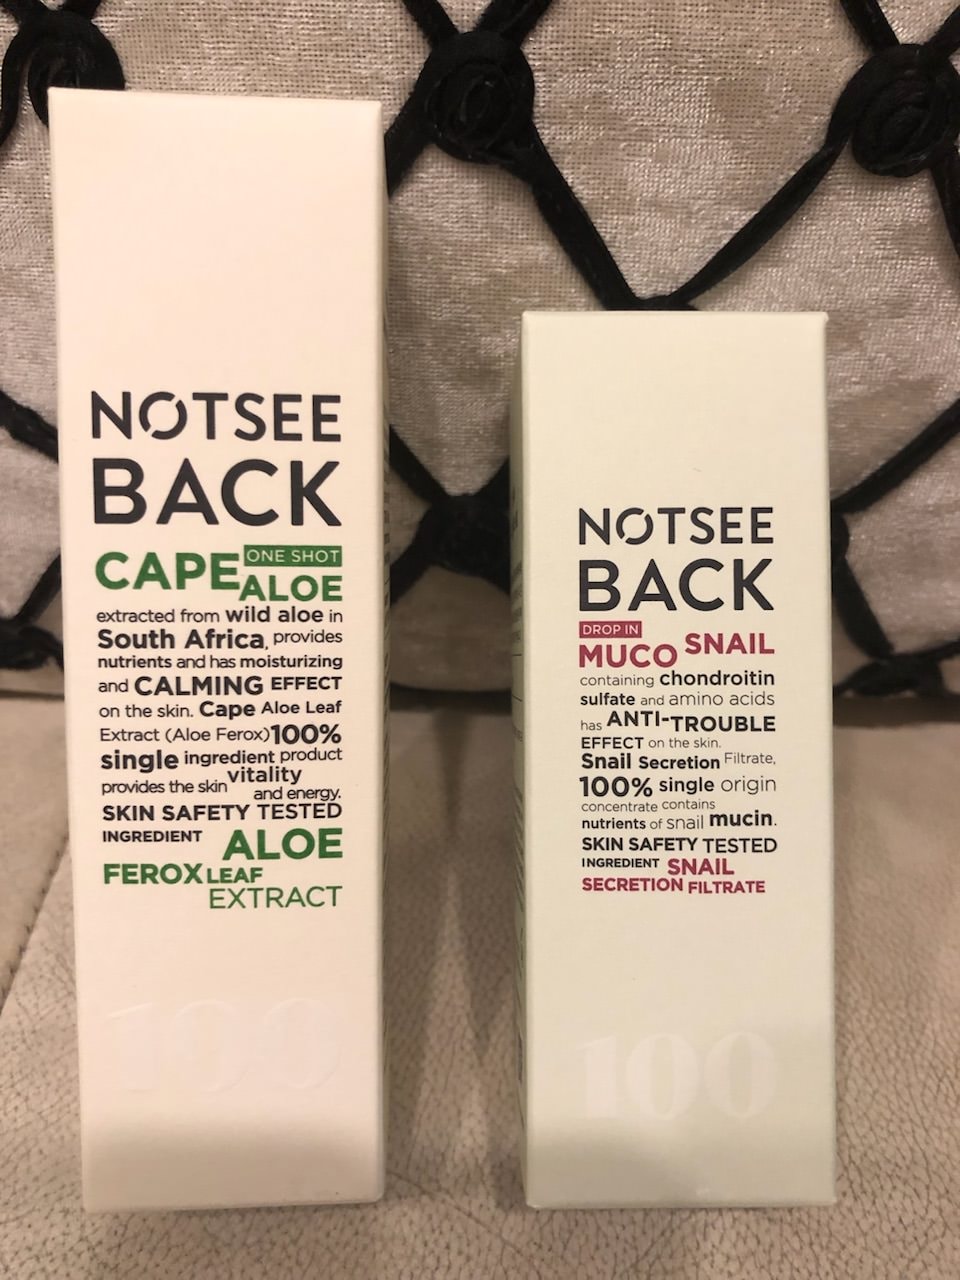 NOTSEE
BACK
CAPE ONE SHOT
ALOE
extracted from wild aloe in
South Africa, provides
nutrients and has moisturizing
and CALMING EFFECT
on the skin. Cape Aloe Leaf
Extract (Aloe Ferox) 100%
single ingredient product
provides the skin vitality
and energy.
SKIN SAFETY TESTED
INGREDIENT ALOE
FEROX LEAF
EXTRACT
100
NOTSEE
BACK
DROP IN
MUCO SNAIL
containing chondroitin
sulfate and amino acids
has ANTI-TROUBLE
EFFECT on the skin.
Snail Secretion Filtrate,
100% single origin
concentrate contains
nutrients of snail mucin.
SKIN SAFETY TESTED
INGREDIENT SNAIL
SECRETION FILTRATE
100